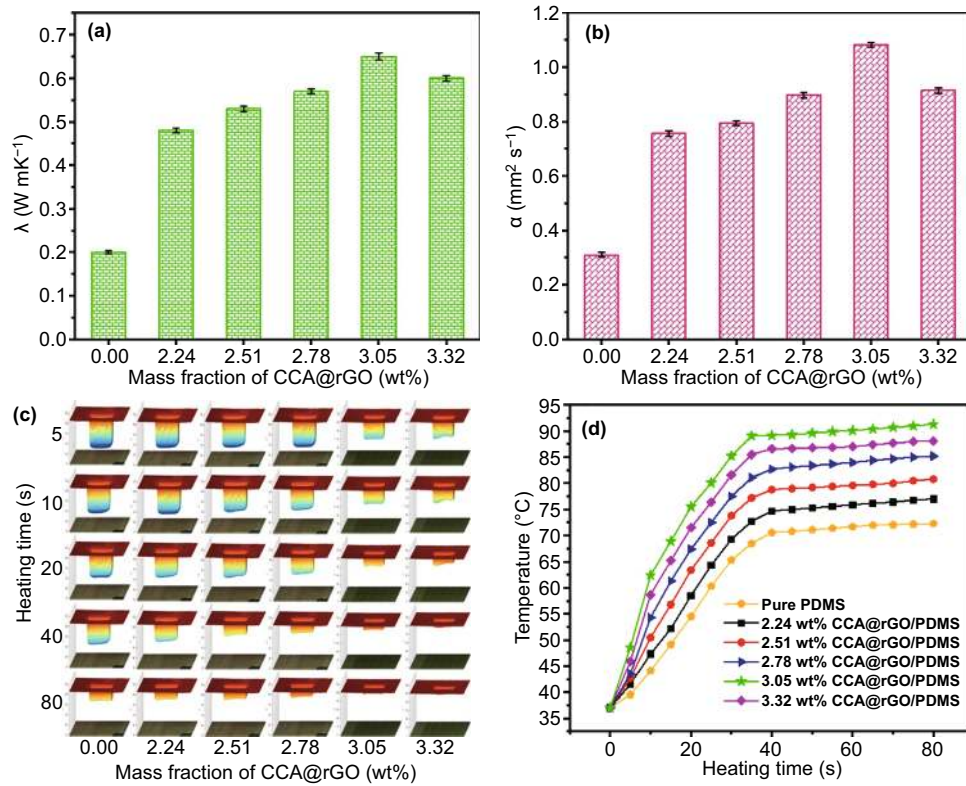 (a)
λ (W mK⁻¹)
0.7
0.6
0.5
0.4
0.3
0.2
0.1
0.0
0.00 2.24 2.51 2.78 3.05 3.32
Mass fraction of CCA@rGO (wt%)
(b)
α (mm² s⁻¹)
1.2
1.0
0.8
0.6
0.4
0.2
0.0
0.00 2.24 2.51 2.78 3.05 3.32
Mass fraction of CCA@rGO (wt%)
(c)
Heating time (s)
5
10
20
40
80
0.00 2.24 2.51 2.78 3.05 3.32
Mass fraction of CCA@rGO (wt%)
(d)
Temperature (°C)
95
90
85
80
75
70
65
60
55
50
45
40
35
Pure PDMS
2.24 wt% CCA@rGO/PDMS
2.51 wt% CCA@rGO/PDMS
2.78 wt% CCA@rGO/PDMS
3.05 wt% CCA@rGO/PDMS
3.32 wt% CCA@rGO/PDMS
0 20 40 60 80
Heating time (s)